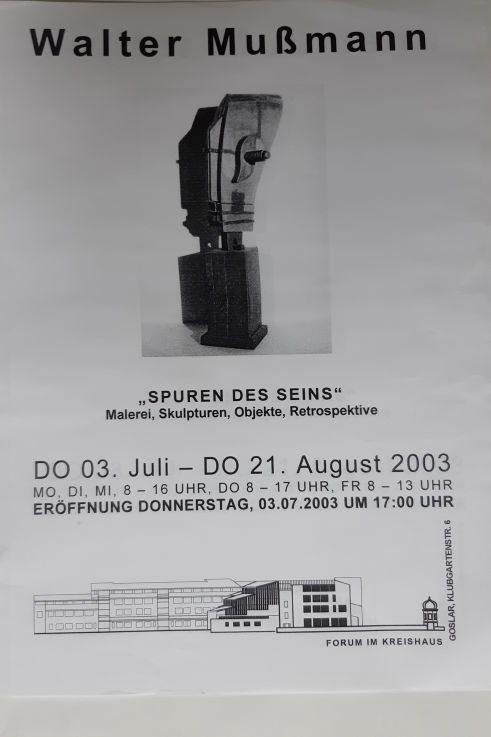 Walter Mußmann
„SPUREN DES SEINS“
Malerei, Skulpturen, Objekte, Retrospektive
DO 03. Juli – DO 21. August 2003
MO, DI, MI, 8 – 16 UHR, DO 8 – 17 UHR, FR 8 – 13 UHR
ERÖFFNUNG DONNERSTAG, 03.07.2003 UM 17:00 UHR
FORUM IM KREISHAUS
GOSLAR, KLUBGARTENSTR. 6